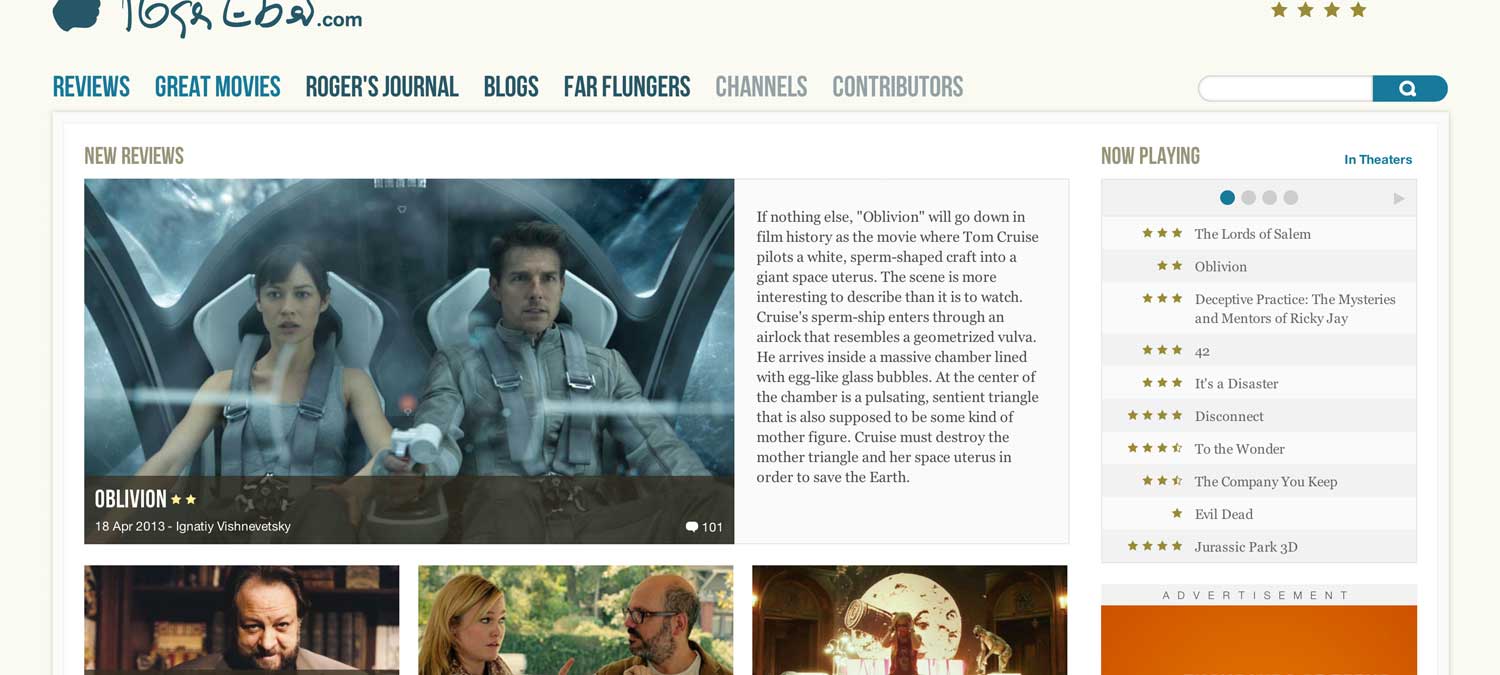 .com
REVIEWS GREAT MOVIES ROGER'S JOURNAL BLOGS FAR FLUNGERS CHANNELS CONTRIBUTORS
NEW REVIEWS
If nothing else, "Oblivion" will go down in
film history as the movie where Tom Cruise
pilots a white, sperm-shaped craft into a
giant space uterus. The scene is more
interesting to describe than it is to watch.
Cruise's sperm-ship enters through an
airlock that resembles a geometrized vulva.
He arrives inside a massive chamber lined
with egg-like glass bubbles. At the center of
the chamber is a pulsating, sentient triangle
that is also supposed to be some kind of
mother figure. Cruise must destroy the
mother triangle and her space uterus in
order to save the Earth.
OBLIVION
18 Apr 2013 - Ignatiy Vishnevetsky
101
NOW PLAYING
In Theaters
The Lords of Salem
Oblivion
Deceptive Practice: The Mysteries
and Mentors of Ricky Jay
42
It's a Disaster
Disconnect
To the Wonder
The Company You Keep
Evil Dead
Jurassic Park 3D
ADVERTISEMENT